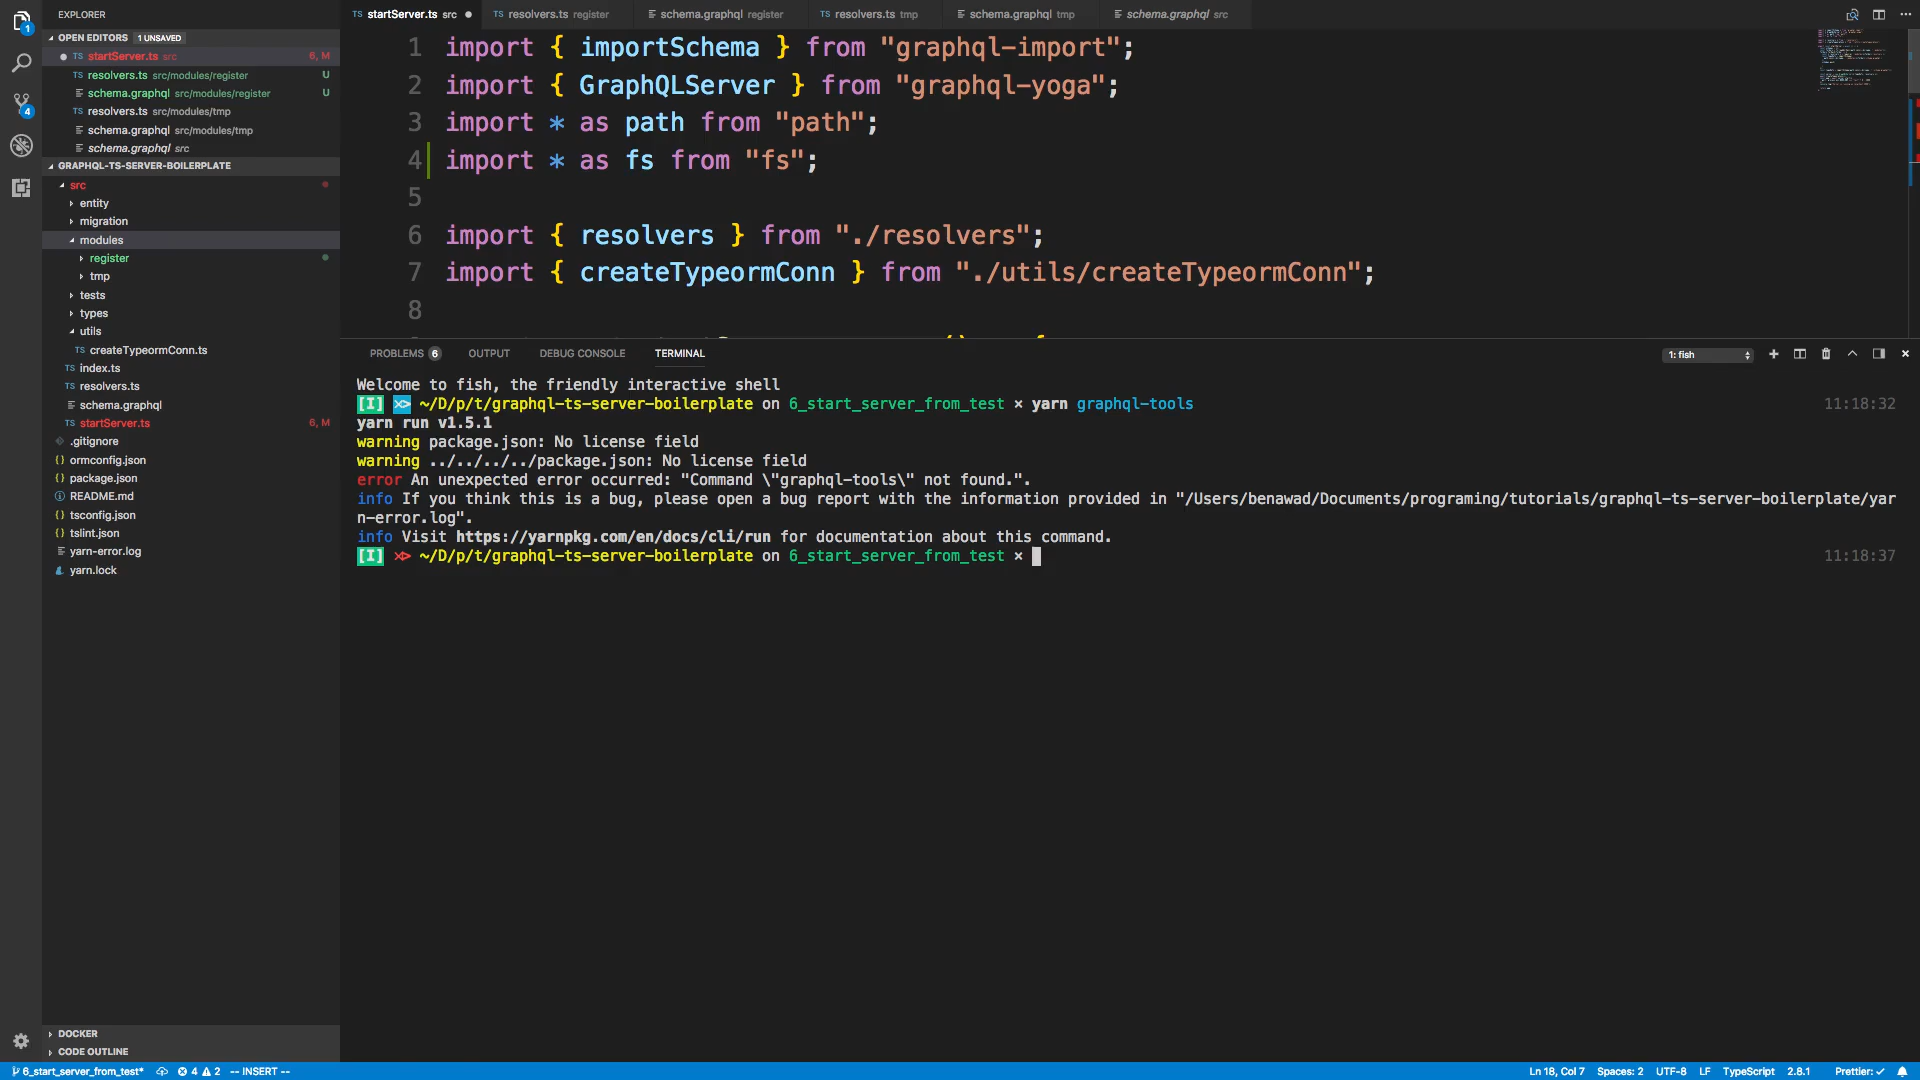 EXPLORER
OPEN EDITORS 1 UNSAVED
startServer.ts src 6, M
resolvers.ts src/modules/register U
schema.graphql src/modules/register U
resolvers.ts src/modules/tmp
schema.graphql src/modules/tmp
schema.graphql src
GRAPHQL-TS-SERVER-BOILERPLATE
src
entity
migration
modules
register
tmp
tests
types
utils
TS createTypeormConn.ts
TS index.ts
TS resolvers.ts
schema.graphql
TS startServer.ts 6, M
.gitignore
{ } ormconfig.json
{ } package.json
README.md
{ } tsconfig.json
{ } tslint.json
yarn-error.log
yarn.lock
DOCKER
CODE OUTLINE
1
4
TS startServer.ts src
TS resolvers.ts register
schema.graphql register
TS resolvers.ts tmp
schema.graphql tmp
schema.graphql src
1 import { importSchema } from "graphql-import";
2 import { GraphQLServer } from "graphql-yoga";
3 import * as path from "path";
4 import * as fs from "fs";
5
6 import { resolvers } from "./resolvers";
7 import { createTypeormConn } from "./utils/createTypeormConn";
8
PROBLEMS 6 OUTPUT DEBUG CONSOLE TERMINAL 1: fish
Welcome to fish, the friendly interactive shell
[I] ~/D/p/t/graphql-ts-server-boilerplate on 6_start_server_from_test × yarn graphql-tools 11:18:32
yarn run v1.5.1
warning package.json: No license field
warning ../../../../package.json: No license field
error An unexpected error occurred: "Command \"graphql-tools\" not found.".
info If you think this is a bug, please open a bug report with the information provided in "/Users/benawad/Documents/programing/tutorials/graphql-ts-server-boilerplate/yar
n-error.log".
info Visit https://yarnpkg.com/en/docs/cli/run for documentation about this command.
[I] ~/D/p/t/graphql-ts-server-boilerplate on 6_start_server_from_test × 11:18:37
6_start_server_from_test* 4 2 -- INSERT -- Ln 18, Col 7 Spaces: 2 UTF-8 LF TypeScript 2.8.1 Prettier: ✓